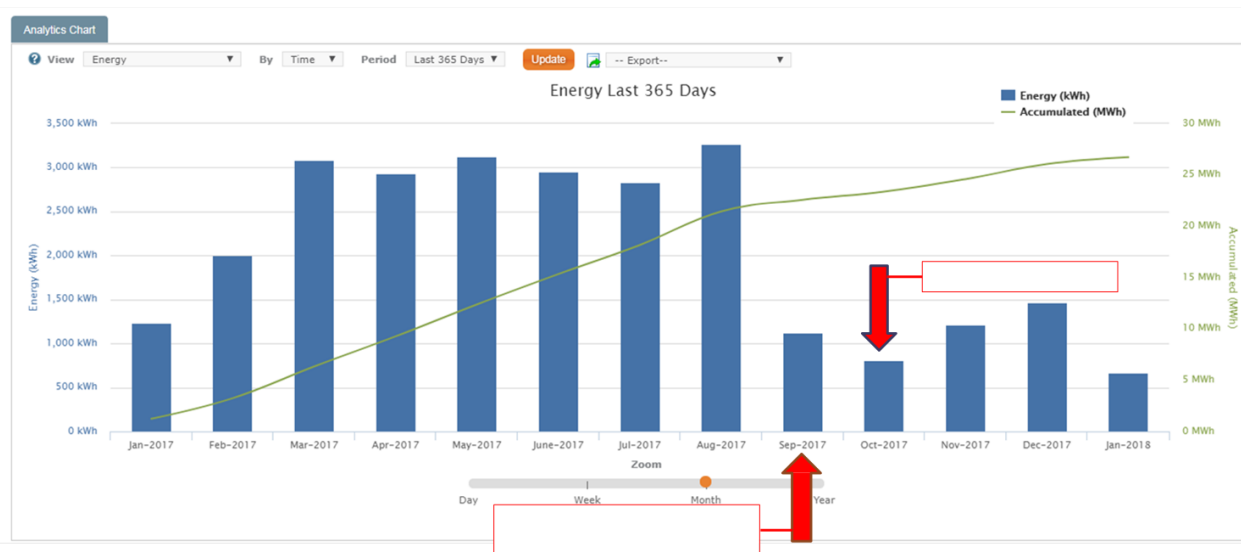 Analytics Chart
? View Energy ▼ By Time ▼ Period Last 365 Days ▼ Update -- Export-- ▼
Energy Last 365 Days
Energy (kWh)
Accumulated (MWh)
3,500 kWh
3,000 kWh
2,500 kWh
2,000 kWh
1,500 kWh
1,000 kWh
500 kWh
0 kWh
Energy (kWh)
30 MWh
25 MWh
20 MWh
15 MWh
10 MWh
5 MWh
0 MWh
Accumulated (MWh)
Jan-2017 Feb-2017 Mar-2017 Apr-2017 May-2017 June-2017 Jul-2017 Aug-2017 Sep-2017 Oct-2017 Nov-2017 Dec-2017 Jan-2018
Zoom
Day Week Month Year